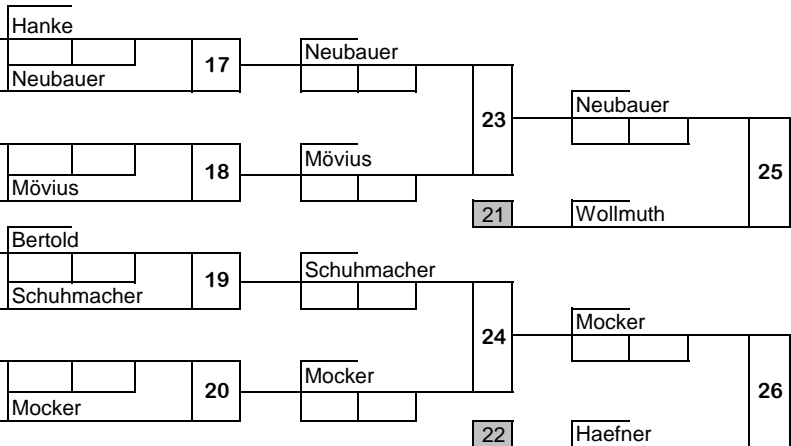 Hanke
Neubauer
17
Neubauer
23
Neubauer
18
Mövius
Mövius
25
21
Wollmuth
Bertold
Schuhmacher
19
Schuhmacher
24
Mocker
20
Mocker
Mocker
26
22
Haefner